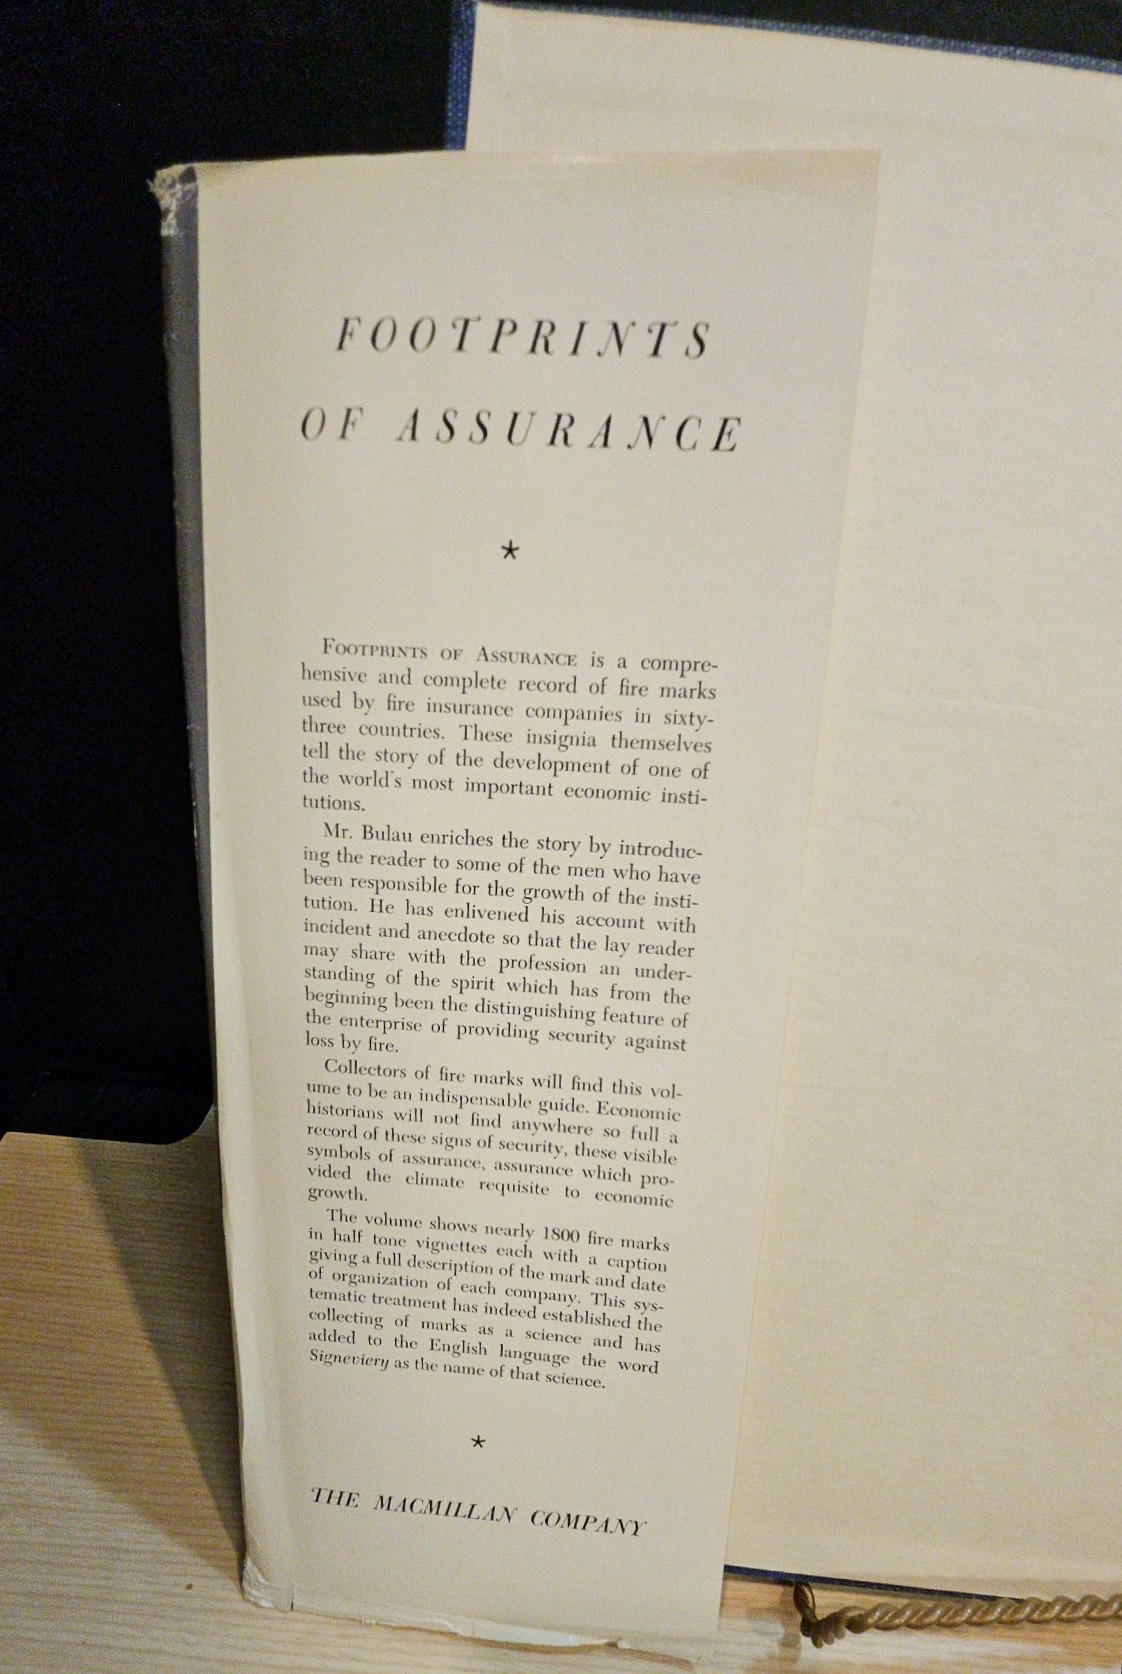 FOOTPRINTS
OF ASSURANCE
*
FOOTPRINTS OF ASSURANCE is a compre-
hensive and complete record of fire marks
used by fire insurance companies in sixty-
three countries. These insignia themselves
tell the story of the development of one of
the world's most important economic insti-
tutions.
Mr. Bulau enriches the story by introduc-
ing the reader to some of the men who have
been responsible for the growth of the insti-
tution. He has enlivened his account with
incident and anecdote so that the lay reader
may share with the profession an under-
standing of the spirit which has from the
beginning been the distinguishing feature of
the enterprise of providing security against
loss by fire.
Collectors of fire marks will find this vol-
ume to be an indispensable guide. Economic
historians will not find anywhere so full a
record of these signs of security, these visible
symbols of assurance, assurance which pro-
vided the climate requisite to economic
growth.
The volume shows nearly 1800 fire marks
in half tone vignettes each with a caption
giving a full description of the mark and date
of organization of each company. This sys-
tematic treatment has indeed established the
collecting of marks as a science and has
added to the English language the word
Signeviery as the name of that science.
*
THE MACMILLAN COMPANY